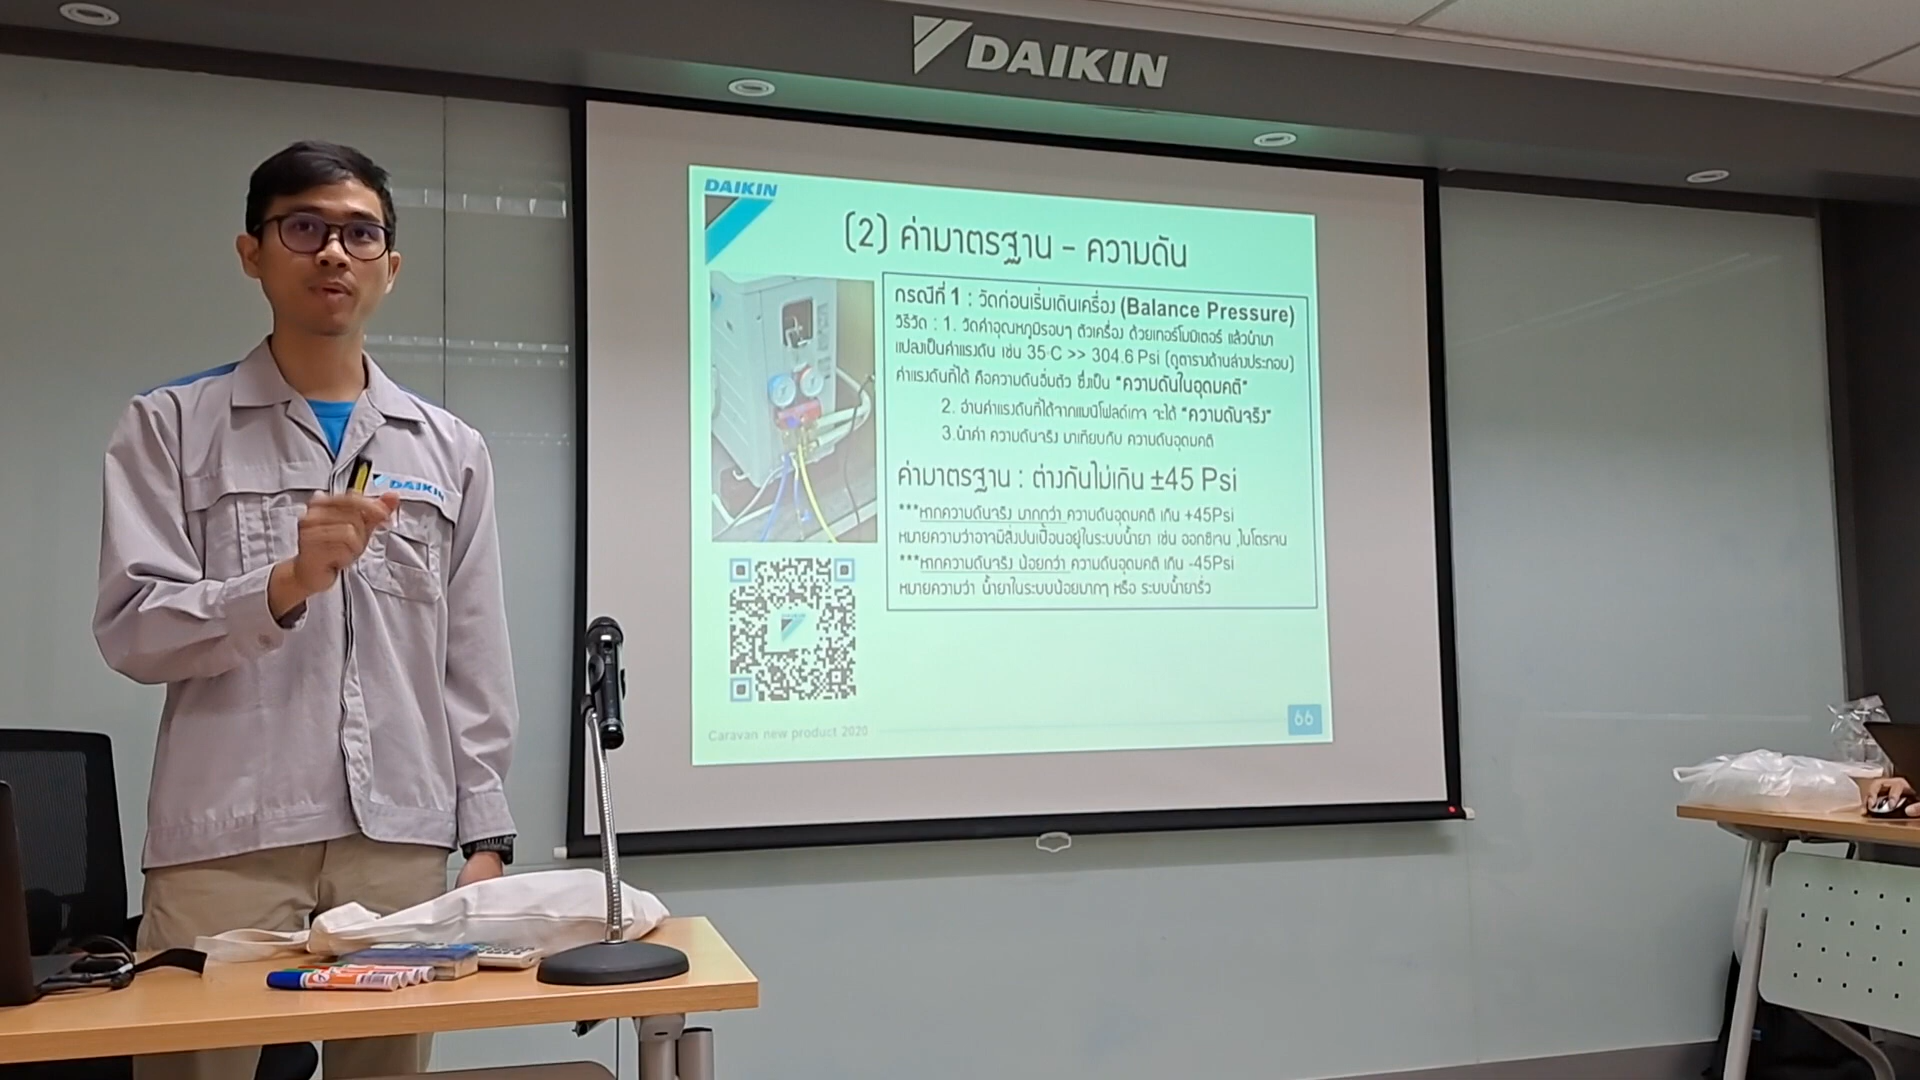 DAIKIN
DAIKIN
(2) ค่ามาตรฐาน - ความดัน
กรณีที่ 1 : วัดก่อนเริ่มเดินเครื่อง (Balance Pressure)
วิธีวัด : 1. วัดค่าอุณหภูมิรอบๆ ตัวเครื่อง ด้วยเทอร์โมมิเตอร์ แล้วนำมา
แปลงเป็นค่าแรงดัน เช่น 35°C >> 304.6 Psi (ดูตารางด้านล่างประกอบ)
ค่าแรงดันที่ได้ คือความดันอิ่มตัว ซึ่งเป็น "ความดันในอุดมคติ"
2. อ่านค่าแรงดันที่ได้จากแมนิโฟลด์เกจ จะได้ "ความดันจริง"
3.นำค่า ความดันจริง มาเทียบกับ ความดันอุดมคติ
ค่ามาตรฐาน : ต่างกันไม่เกิน ±45 Psi
***หากความดันจริง มากกว่า ความดันอุดมคติ เกิน +45Psi
หมายความว่าอาจมีสิ่งปนเปื้อนอยู่ในระบบน้ำยา เช่น ออกซิเจน ,ไนโตรเจน
***หากความดันจริง น้อยกว่า ความดันอุดมคติ เกิน -45Psi
หมายความว่า น้ำยาในระบบน้อยมากๆ หรือ ระบบน้ำยารั่ว
Caravan new product 2020
66
DAIKIN